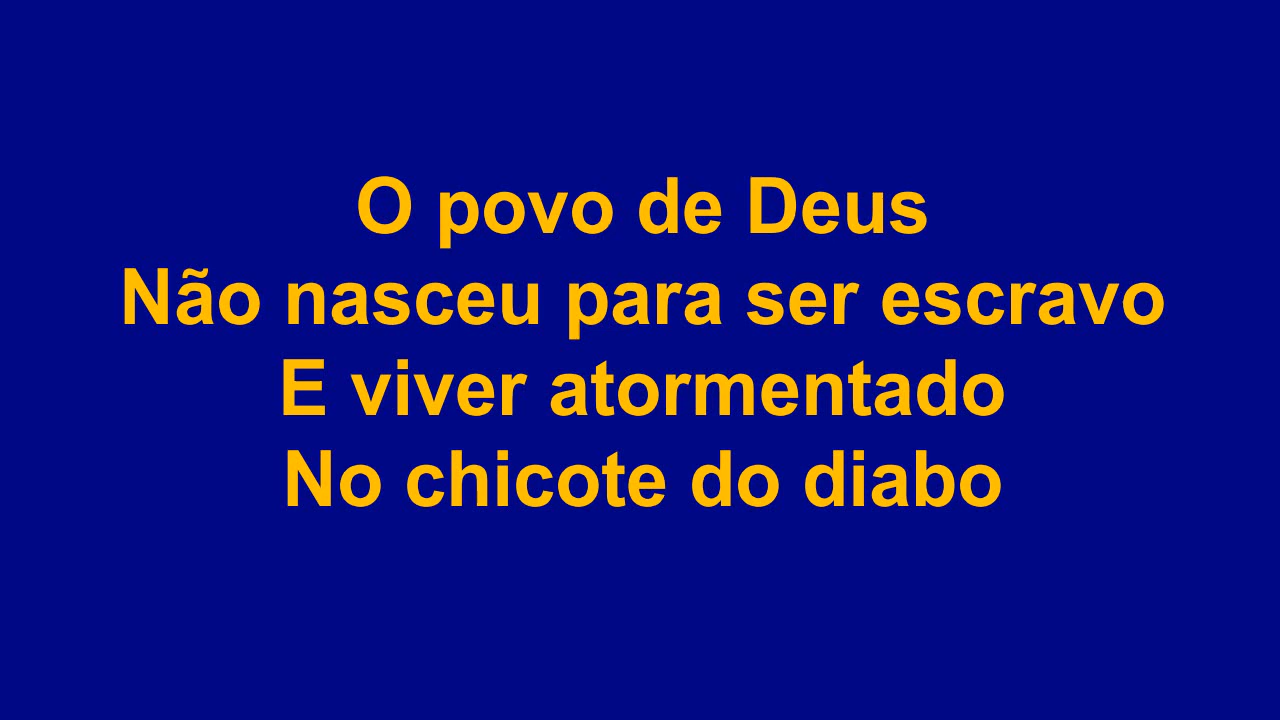 O povo de Deus
Não nasceu para ser escravo
E viver atormentado
No chicote do diabo